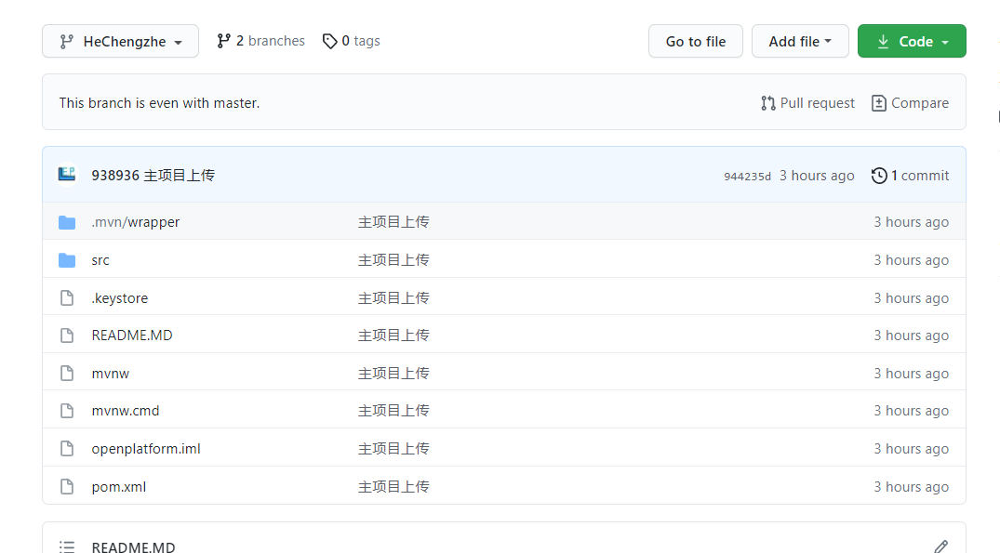 HeChengzhe 2 branches 0 tags Go to file Add file Code
This branch is even with master. Pull request Compare
938936 主项目上传 944235d 3 hours ago 1 commit
.mvn/wrapper 主项目上传 3 hours ago
src 主项目上传 3 hours ago
.keystore 主项目上传 3 hours ago
README.MD 主项目上传 3 hours ago
mvnw 主项目上传 3 hours ago
mvnw.cmd 主项目上传 3 hours ago
openplatform.iml 主项目上传 3 hours ago
pom.xml 主项目上传 3 hours ago
README.MD